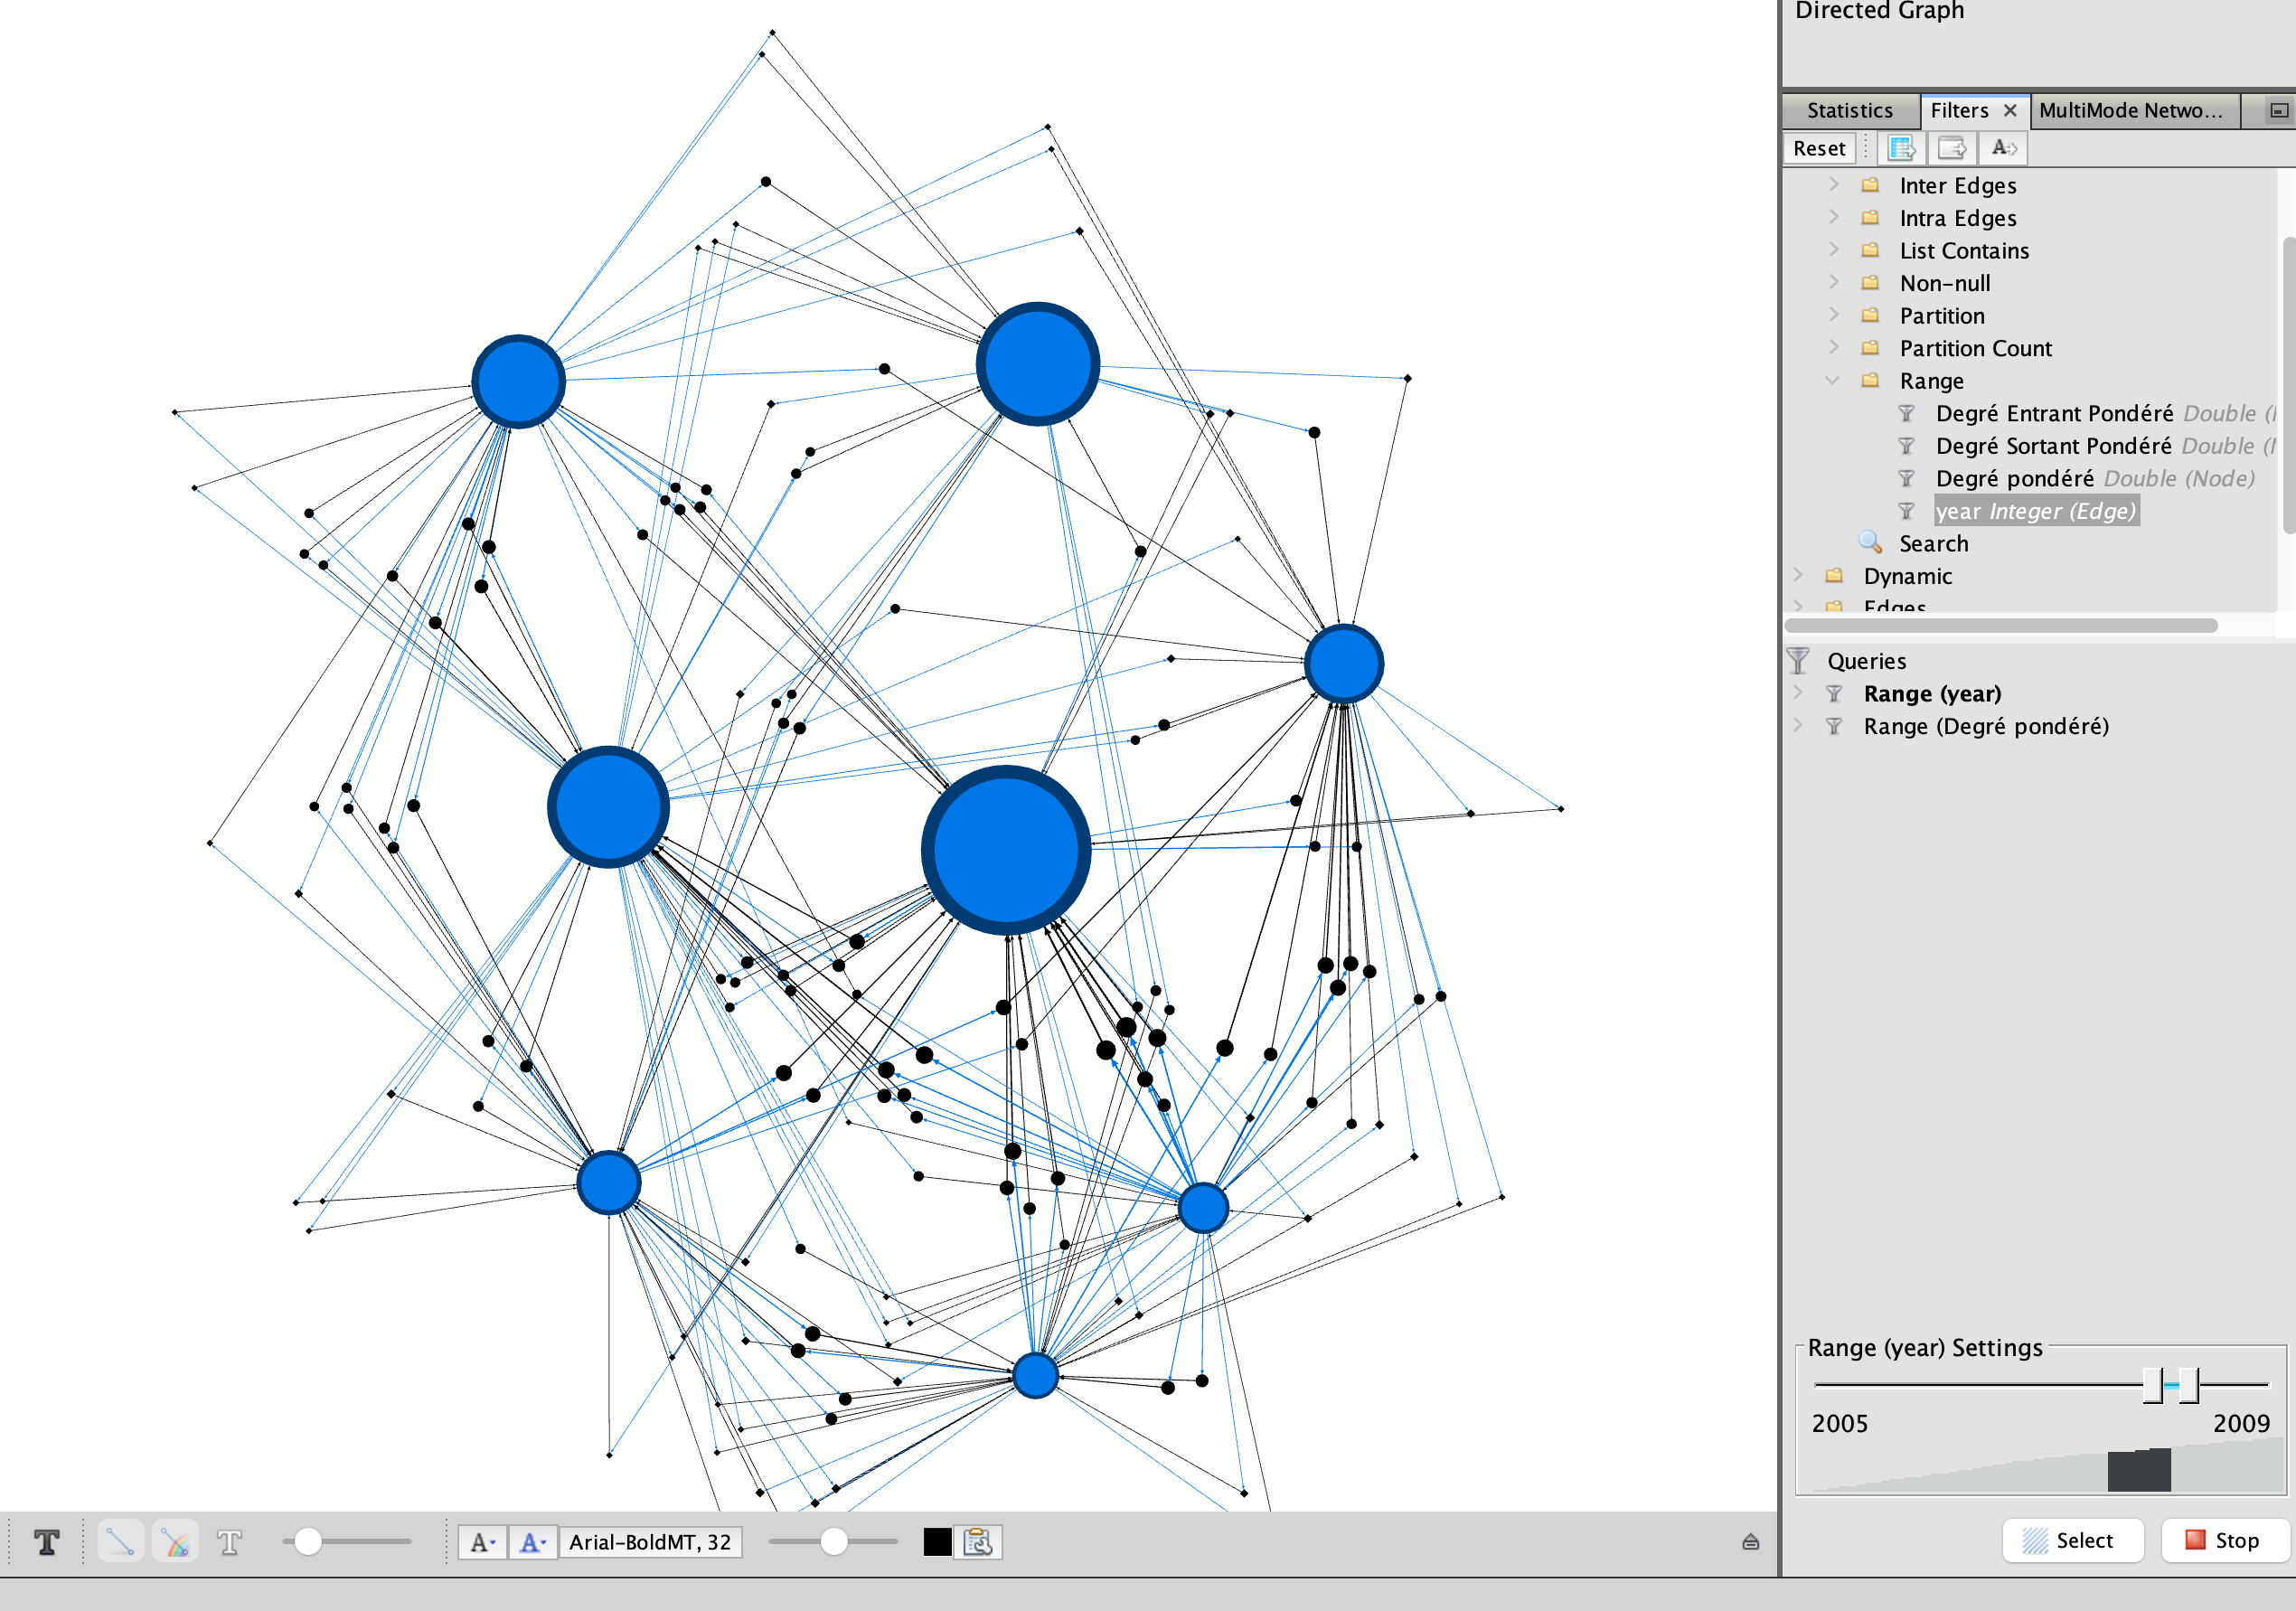 Directed Graph
Statistics
Filters
MultiMode Netwo...
Reset
A
Inter Edges
Intra Edges
List Contains
Non-null
Partition
Partition Count
Range
Degré Entrant Pondéré Double (
Degré Sortant Pondéré Double (
Degré pondéré Double (Node)
year Integer (Edge)
Search
Dynamic
Edges
Queries
Range (year)
Range (Degré pondéré)
Range (year) Settings
2005 2009
Select
Stop
T
T
A
A
Arial-BoldMT, 32